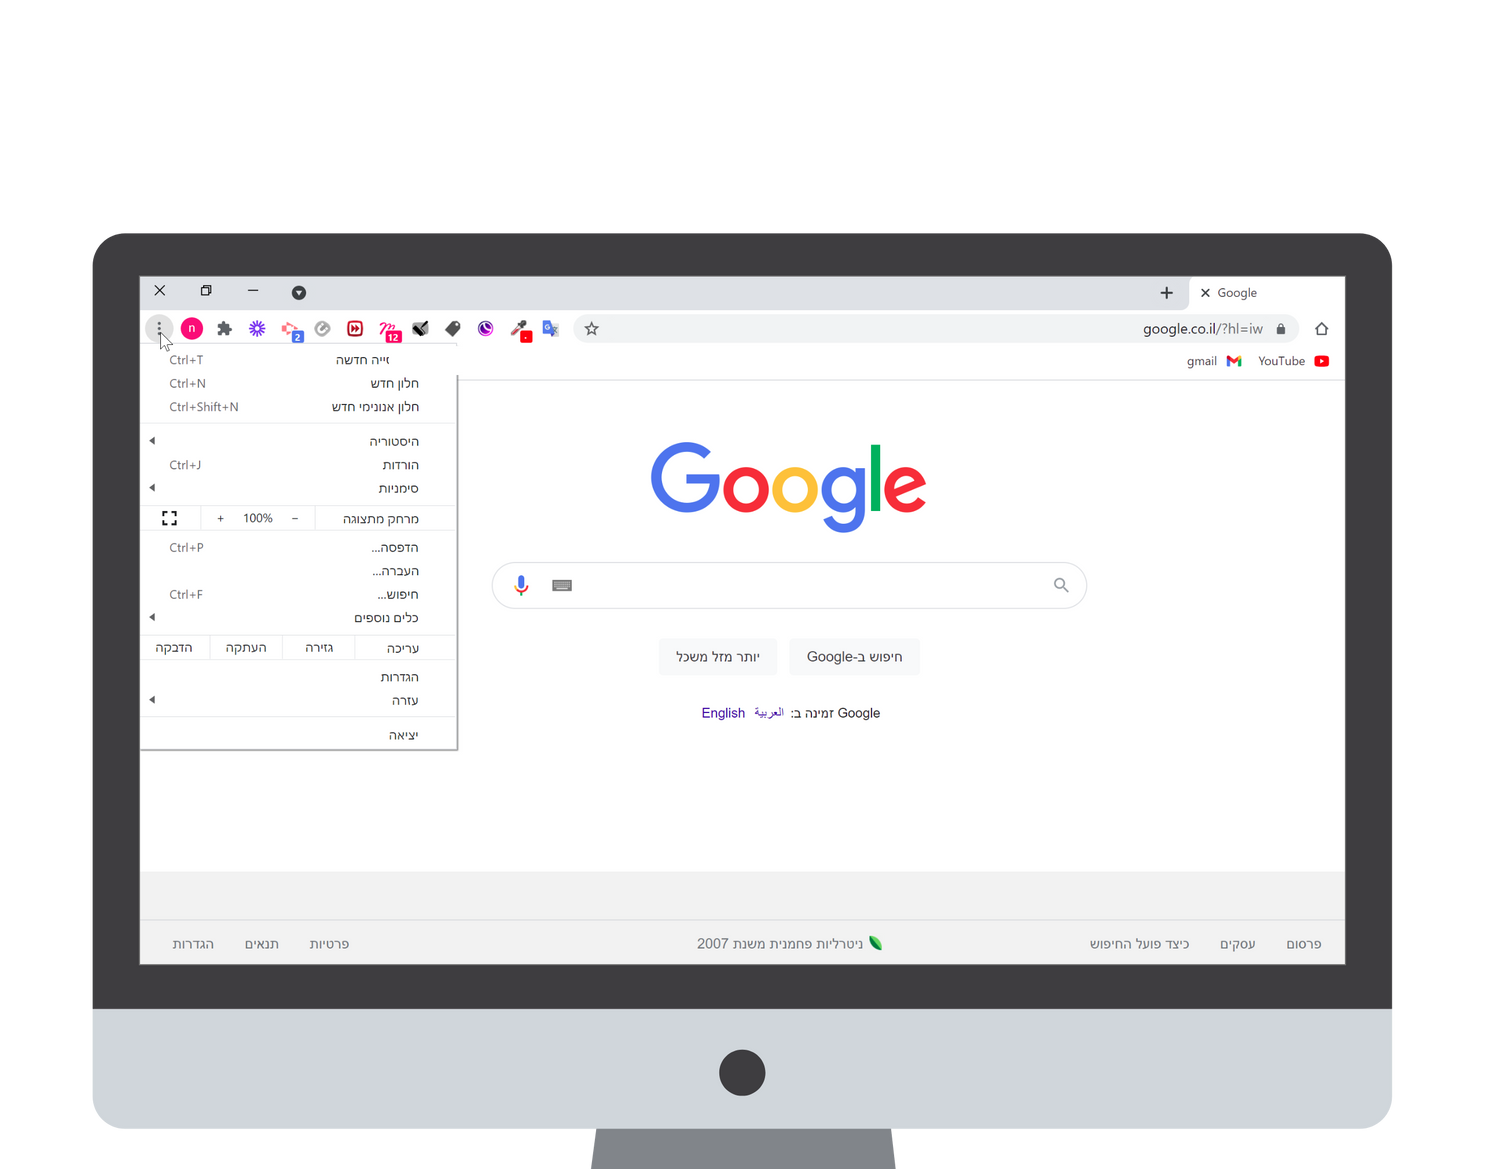 Google
google.co.il/?hl=iw
n
2
12
YouTube gmail
כרטיסייה חדשה Ctrl+T
חלון חדש Ctrl+N
חלון אנונימי חדש Ctrl+Shift+N
היסטוריה
הורדות Ctrl+J
סימניות
מרחק מתצוגה - 100% +
הדפסה... Ctrl+P
העברה...
חיפוש... Ctrl+F
כלים נוספים
עריכה גזירה העתקה הדבקה
הגדרות
עזרה
יציאה
Google
חיפוש ב-Google יותר מזל משכל
Google זמינה ב: العربية English
פרסום עסקים כיצד פועל החיפוש ניטרליות פחמנית משנת 2007 פרטיות תנאים הגדרות